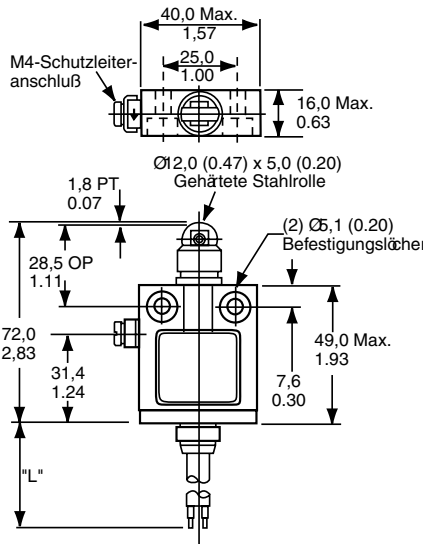 40,0 Max.
1,57
M4-Schutzleiter-
anschluß
25,0
1.00
16,0 Max.
0.63
Ø12,0 (0.47) x 5,0 (0.20)
Gehärtete Stahlrolle
1,8 PT
0.07
(2) Ø5,1 (0.20)
Befestigungslöcher
28,5 OP
1.11
72,0
2,83
49,0 Max.
1.93
31,4
1.24
7,6
0.30
"L"